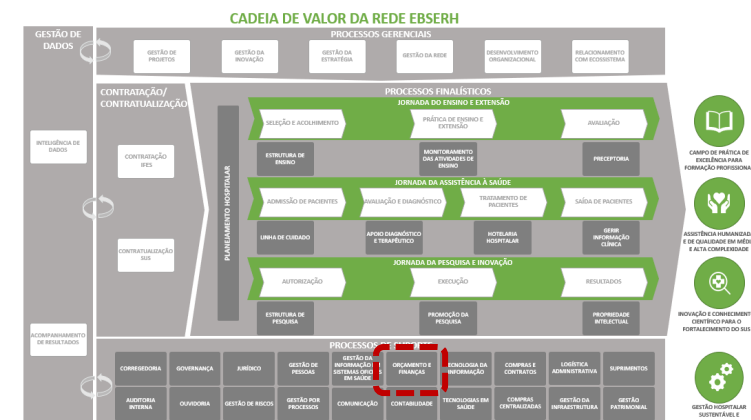 CADEIA DE VALOR DA REDE EBSERH
GESTÃO DE
DADOS
INTELIGÊNCIA DE
DADOS
ACOMPANHAMENTO
DE RESULTADOS
PROCESSOS GERENCIAIS
GESTÃO DE
PROJETOS
GESTÃO DA
INOVAÇÃO
GESTÃO DA
ESTRATÉGIA
GESTÃO DA REDE
DESENVOLVIMENTO
ORGANIZACIONAL
RELACIONAMENTO
COM ECOSSISTEMA
CONTRATAÇÃO/
CONTRATUALIZAÇÃO
CONTRATAÇÃO
IFES
CONTRATUALIZAÇÃO
SUS
PROCESSOS FINALÍSTICOS
PLANEJAMENTO HOSPITALAR
JORNADA DO ENSINO E EXTENSÃO
SELEÇÃO E ACOLHIMENTO
PRÁTICA DE ENSINO E
EXTENSÃO
AVALIAÇÃO
ESTRUTURA DE
ENSINO
MONITORAMENTO
DAS ATIVIDADES DE
ENSINO
PRECEPTORIA
JORNADA DA ASSISTÊNCIA À SAÚDE
ADMISSÃO DE PACIENTES
AVALIAÇÃO E DIAGNÓSTICO
TRATAMENTO DE
PACIENTES
SAÍDA DE PACIENTES
LINHA DE CUIDADO
APOIO DIAGNÓSTICO
E TERAPÊUTICO
HOTELARIA
HOSPITALAR
GERIR
INFORMAÇÃO
CLÍNICA
JORNADA DA PESQUISA E INOVAÇÃO
AUTORIZAÇÃO
EXECUÇÃO
RESULTADOS
ESTRUTURA DE
PESQUISA
PROMOÇÃO DA
PESQUISA
PROPRIEDADE
INTELECTUAL
CAMPO DE PRÁTICA DE
EXCELÊNCIA PARA
FORMAÇÃO PROFISSIONA
ASSISTÊNCIA HUMANIZAD
E DE QUALIDADE EM MÉDI
E ALTA COMPLEXIDADE
INOVAÇÃO E CONHECIMENT
CIENTÍFICO PARA O
FORTALECIMENTO DO SUS
GESTÃO HOSPITALAR
SUSTENTÁVEL E
PROCESSOS DE
CORREGEDORIA
GOVERNANÇA
JURÍDICO
GESTÃO DE
PESSOAS
GESTÃO DA
INFORMAÇÃO
SISTEMAS OFICIAIS
EM SAÚDE
ORÇAMENTO E
FINANÇAS
TECNOLOGIA DA
INFORMAÇÃO
COMPRAS E
CONTRATOS
LOGÍSTICA
ADMINISTRATIVA
SUPRIMENTOS
AUDITORIA
INTERNA
OUVIDORIA
GESTÃO DE RISCOS
GESTÃO POR
PROCESSOS
COMUNICAÇÃO
CONTABILIDADE
TECNOLOGIAS EM
SAÚDE
COMPRAS
CENTRALIZADAS
GESTÃO DA
INFRAESTRUTURA
GESTÃO
PATRIMONIAL